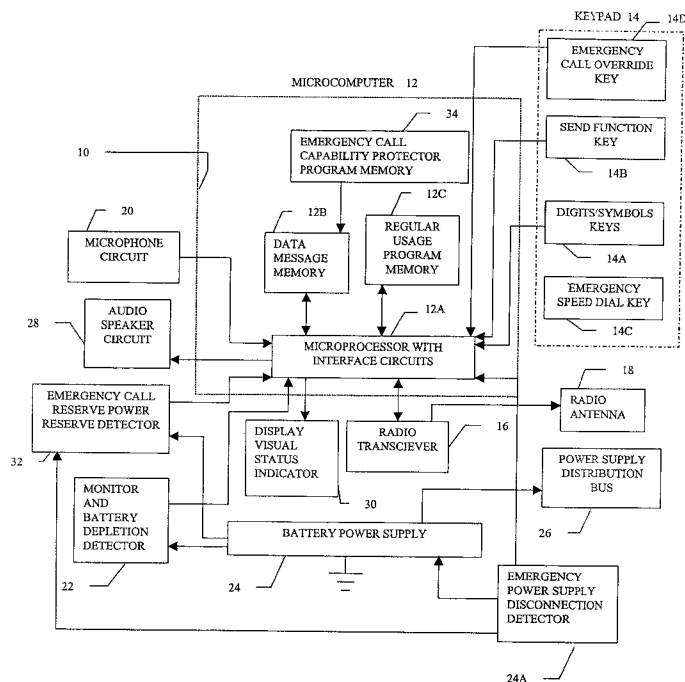 KEYPAD 14
14D
EMERGENCY
CALL OVERRIDE
KEY
MICROCOMPUTER 12
34
SEND FUNCTION
KEY
14B
10
EMERGENCY CALL
CAPABILITY PROTECTOR
PROGRAM MEMORY
20
12B
12C
MICROPHONE
CIRCUIT
DATA
MESSAGE
MEMORY
REGULAR
USAGE
PROGRAM
MEMORY
DIGITS/SYMBOLS
KEYS
14A
EMERGENCY
SPEED DIAL KEY
14C
28
AUDIO
SPEAKER
CIRCUIT
12A
MICROPROCESSOR WITH
INTERFACE CIRCUITS
18
RADIO
ANTENNA
EMERGENCY CALL
RESERVE POWER
RESERVE DETECTOR
32
DISPLAY
VISUAL
STATUS
INDICATOR
30
RADIO
TRANSCIEVER
16
POWER SUPPLY
DISTRIBUTION
BUS
26
MONITOR
AND
BATTERY
DEPLETION
DETECTOR
22
BATTERY POWER SUPPLY
24
EMERGENCY
POWER SUPPLY
DISCONNECTION
DETECTOR
24A